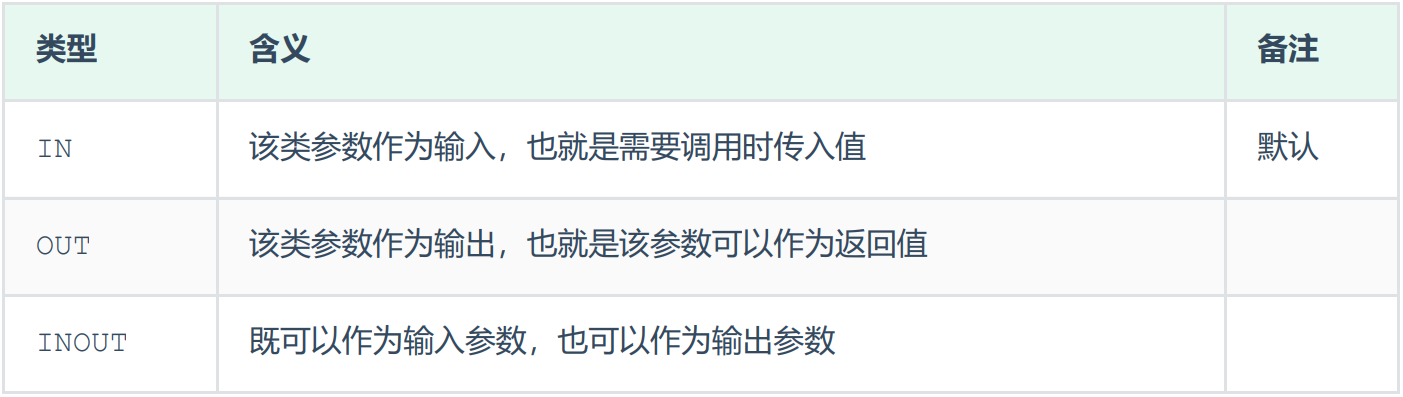 类型 含义 备注
IN 该类参数作为输入，也就是需要调用时传入值 默认
OUT 该类参数作为输出，也就是该参数可以作为返回值
INOUT 既可以作为输入参数，也可以作为输出参数